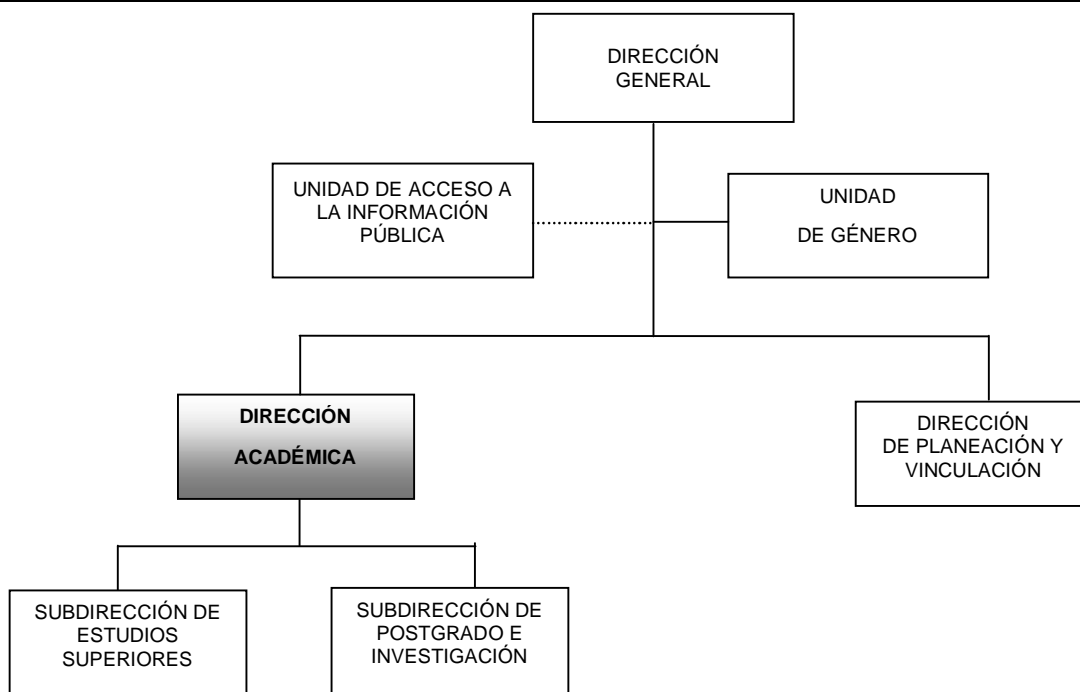 DIRECCIÓN
GENERAL
UNIDAD DE ACCESO A
LA INFORMACIÓN
PÚBLICA
UNIDAD
DE GÉNERO
DIRECCIÓN
ACADÉMICA
DIRECCIÓN
DE PLANEACIÓN Y
VINCULACIÓN
SUBDIRECCIÓN DE
ESTUDIOS
SUPERIORES
SUBDIRECCIÓN DE
POSTGRADO E
INVESTIGACIÓN